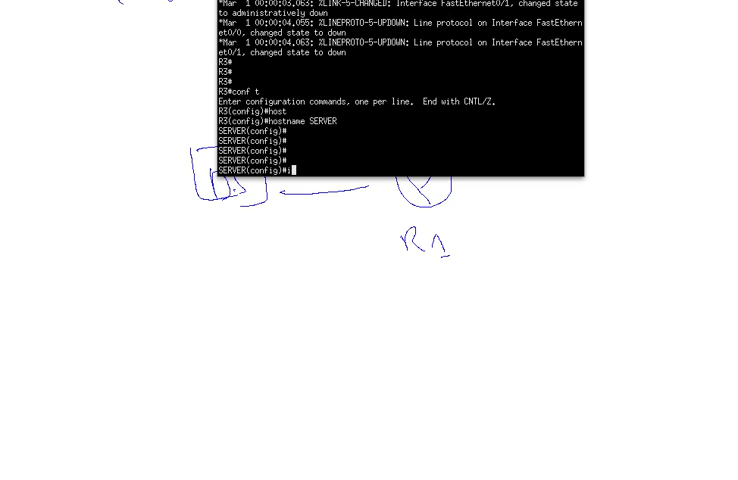 *Mar  1 00:00:03.063: %LINK-5-CHANGED: Interface FastEthernet0/1, changed state
to administratively down
*Mar  1 00:00:04.055: %LINEPROTO-5-UPDOWN: Line protocol on Interface FastEthern
et0/0, changed state to down
*Mar  1 00:00:04.063: %LINEPROTO-5-UPDOWN: Line protocol on Interface FastEthern
et0/1, changed state to down
R3#
R3#
R3#
R3#conf t
Enter configuration commands, one per line.  End with CNTL/Z.
R3(config)#host
R3(config)#hostname SERVER
SERVER(config)#
SERVER(config)#
SERVER(config)#
SERVER(config)#
SERVER(config)#i
R1